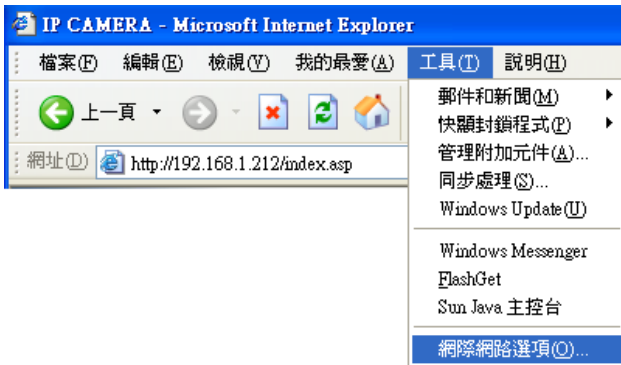 IP CAMERA - Microsoft Internet Explorer
檔案(F) 編輯(E) 檢視(V) 我的最愛(A) 工具(T) 說明(H)
上一頁
網址(D) http://192.168.1.212/index.asp
郵件和新聞(M)
快顯封鎖程式(P)
管理附加元件(A)...
同步處理(S)...
Windows Update(U)
Windows Messenger
FlashGet
Sun Java 主控台
網際網路選項(O)...